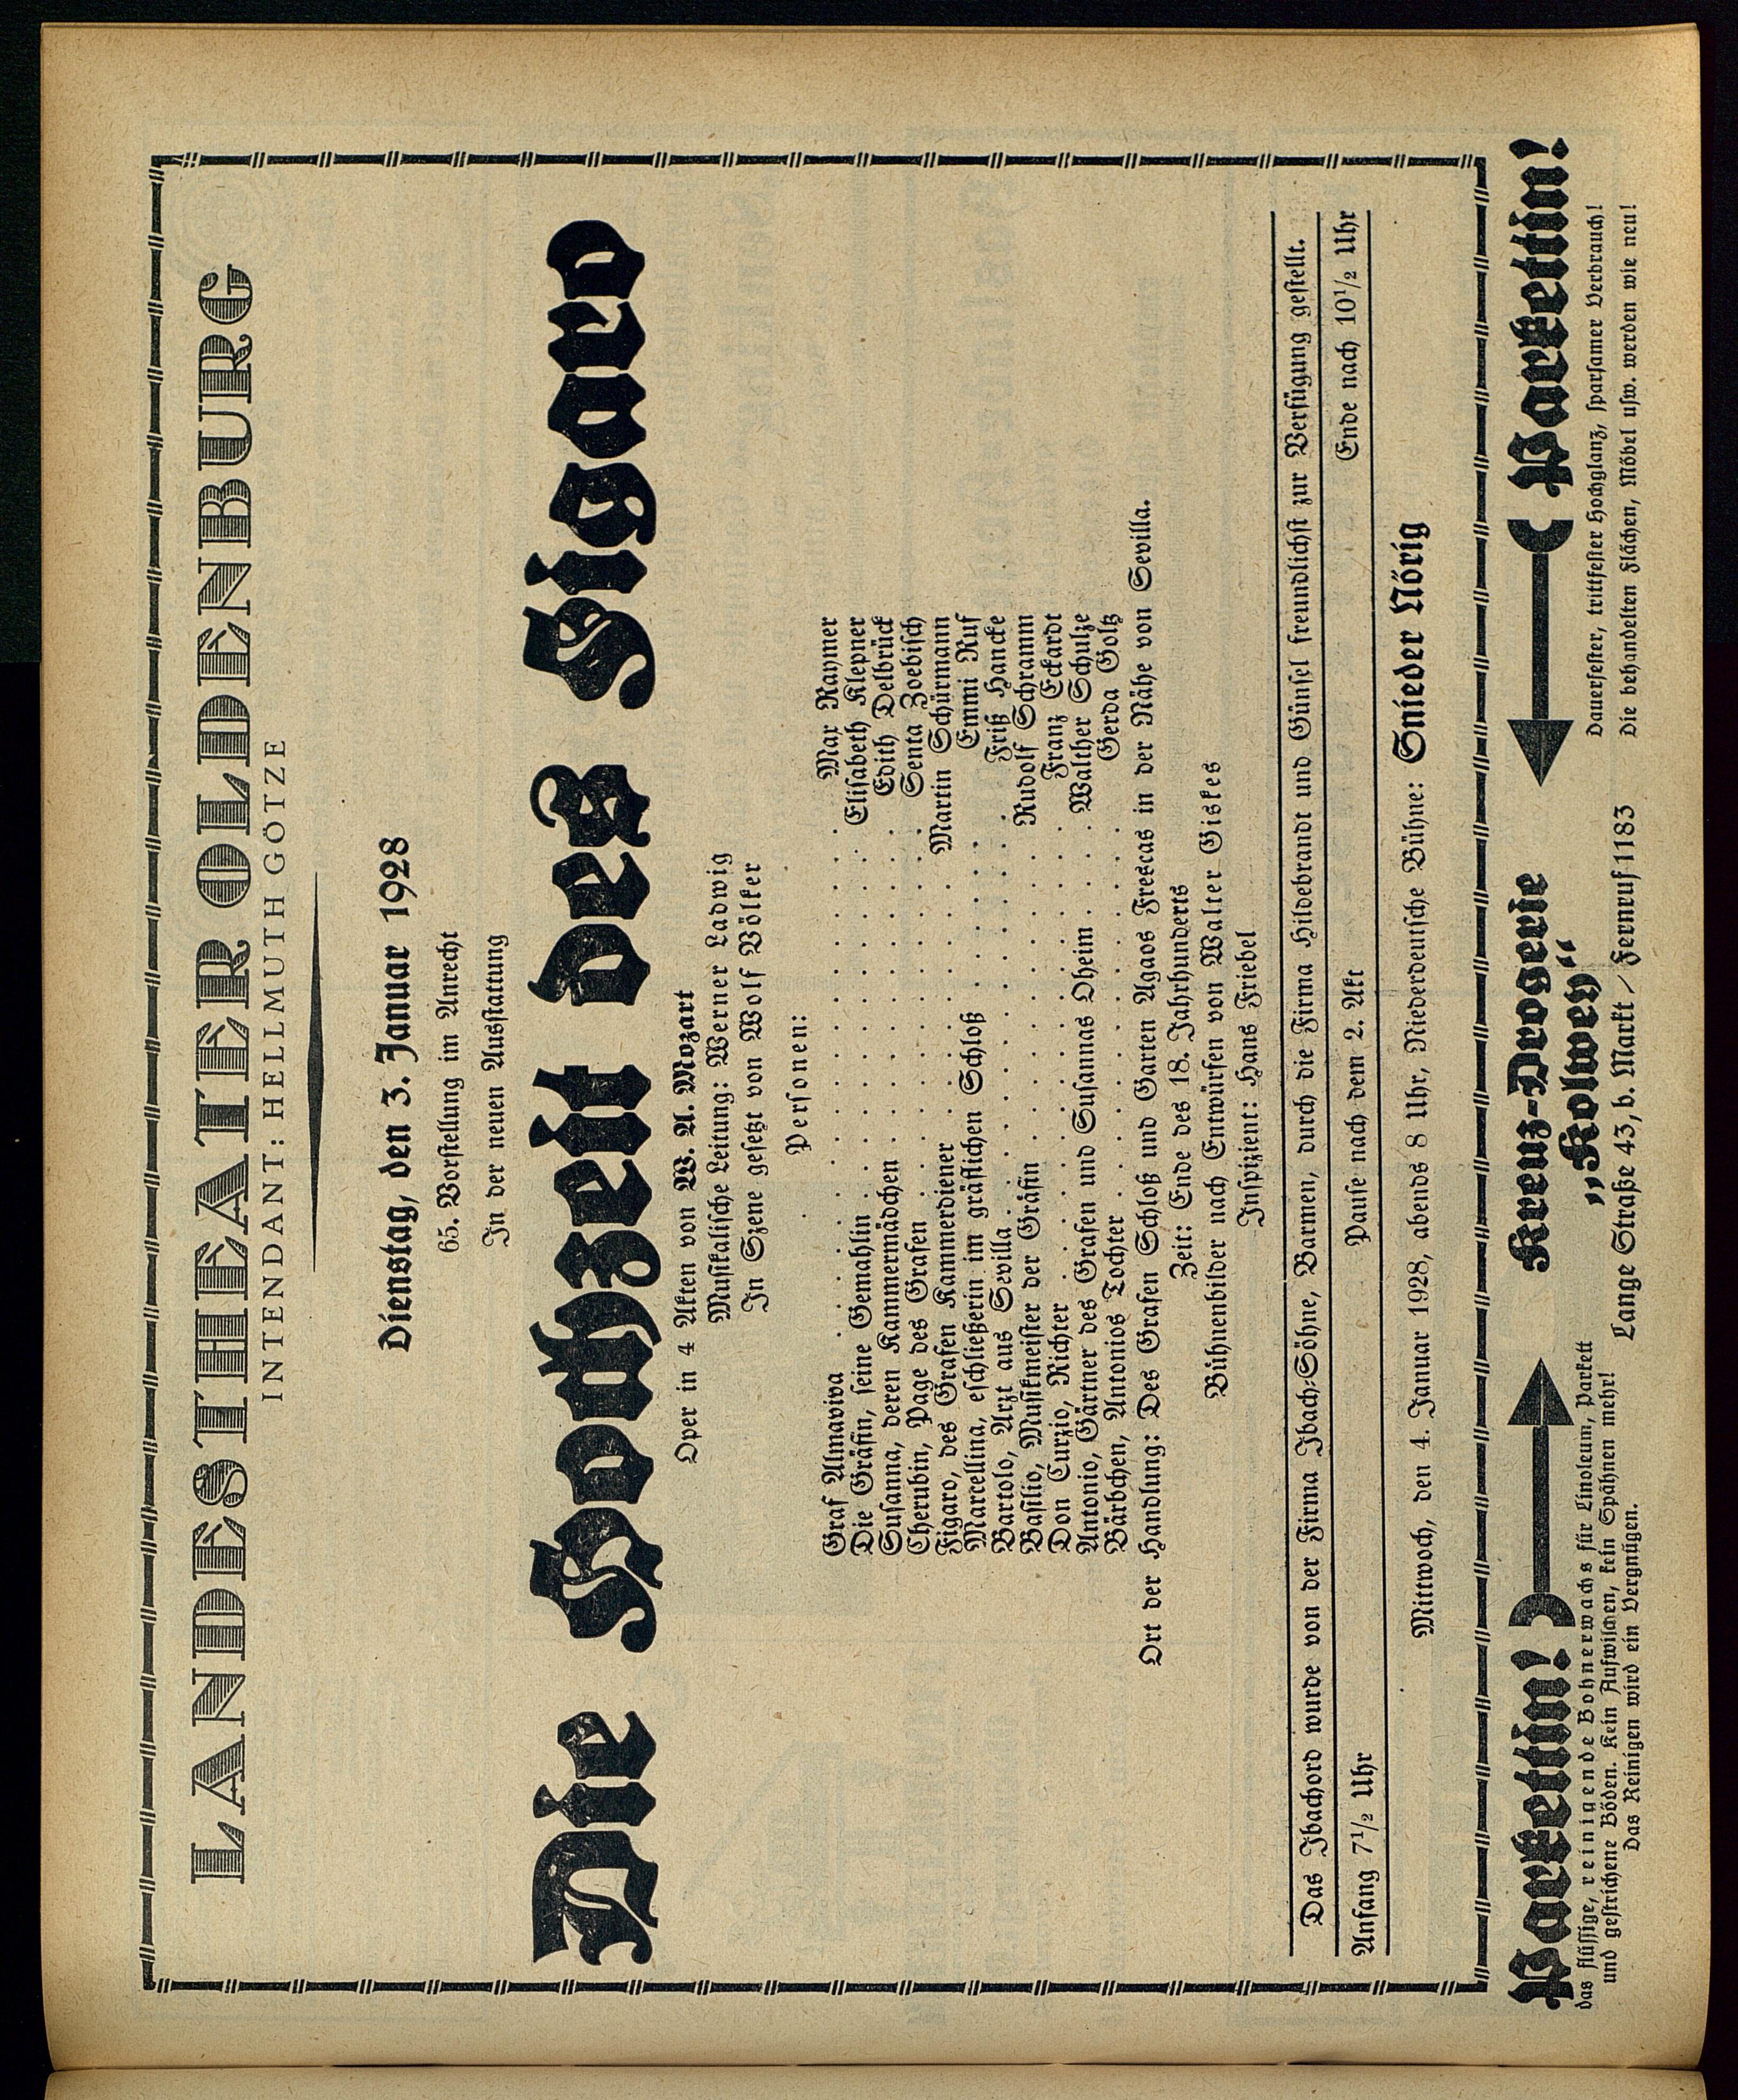 LANDESTHEATER OLDENBURG
INTENDANT: HELLMUTH GÖTZE
Dienstag, den 3. Januar 1928
65. Vorstellung im Anrecht
In der neuen Ausstattung
Die Hochzeit des Figaro
Oper in 4 Akten von W. A. Mozart
Musikalische Leitung: Werner Ladwig
In Szene gesetzt von Wolf Völker
Personen:
Graf Almaviva . . . . . . . . . . . . . . . Max Rayner
Die Gräfin, seine Gemahlin . . . . . . . . . . Elisabeth Klepner
Susanna, deren Kammermädchen . . . . . . . . . Edith Delbrück
Cherubin, Page des Grafen . . . . . . . . . . Senta Zoebisch
Figaro, des Grafen Kammerdiener . . . . . . . . Martin Schürmann
Marcellina, eschließerin im gräflichen Schloß . . . . . Emmi Ruf
Bartolo, Arzt aus Sevilla . . . . . . . . . . . Fritz Hancke
Basilio, Musikmeister der Gräfin . . . . . . . . Rudolf Schramm
Don Curzio, Richter . . . . . . . . . . . . Franz Eckardt
Antonio, Gärtner des Grafen und Susannas Oheim . . . . Walther Schulze
Bärbchen, Antonios Tochter . . . . . . . . . . Gerda Goltz
Ort der Handlung: Des Grafen Schloß und Garten Agaos Frescas in der Nähe von Sevilla.
Zeit: Ende des 18. Jahrhunderts
Bühnenbilder nach Entwürfen von Walter Giskes
Inspizient: Hans Friebel
Das Ibachord wurde von der Firma Ibach-Söhne, Barmen, durch die Firma Hildebrandt und Günsel freundlichst zur Verfügung gestellt.
Anfang 7 1/2 Uhr Pause nach dem 2. Akt Ende nach 10 1/2 Uhr
Mittwoch, den 4. Januar 1928, abends 8 Uhr, Niederdeutsche Bühne: Snieder Nörig
Parkettin!
das flüssige, reinigende Bohnerwachs für Linoleum, Parkett
und gestrichene Böden. Kein Aufwischen, kein Spähnen mehr!
Das Reinigen wird ein Vergnügen.
Kreuz-Drogerie
„Kolwey“
Lange Straße 43, b. Markt / Fernruf 1183
Parkettin!
Dauerfester, trittfester Hochglanz, sparsamer Verbrauch!
Die behandelten Flächen, Möbel usw. werden wie neu!